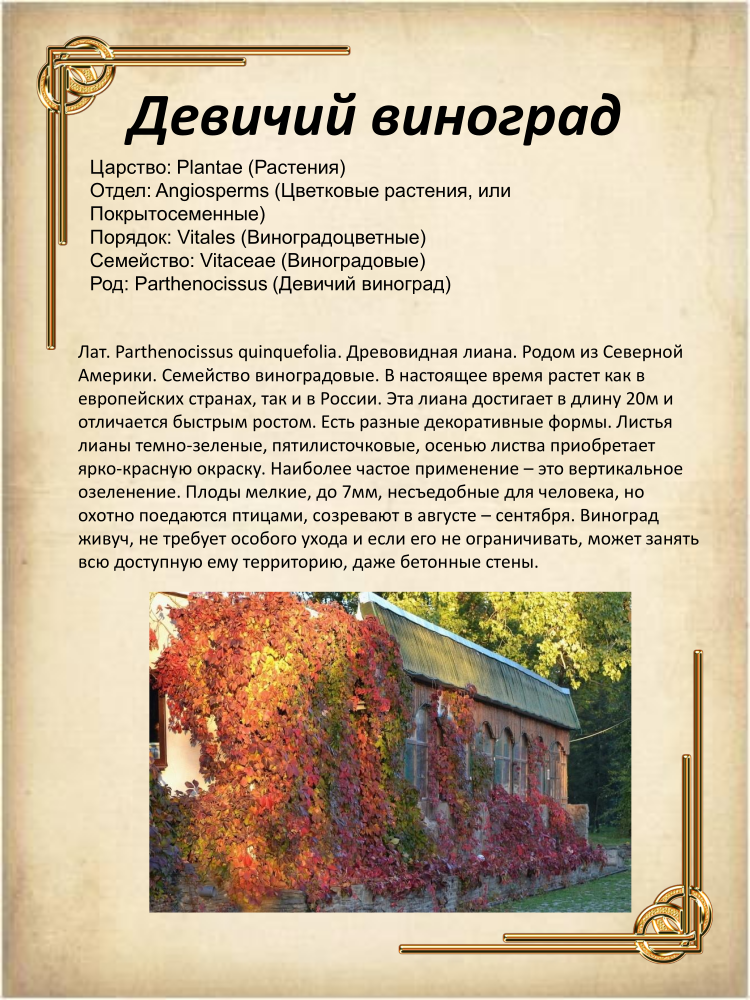 Девичий виноград
Царство: Plantae (Растения)
Отдел: Angiosperms (Цветковые растения, или
Покрытосеменные)
Порядок: Vitales (Виноградоцветные)
Семейство: Vitaceae (Виноградовые)
Род: Parthenocissus (Девичий виноград)
Лат. Parthenocissus quinquefolia. Древовидная лиана. Родом из Северной
Америки. Семейство виноградовые. В настоящее время растет как в
европейских странах, так и в России. Эта лиана достигает в длину 20м и
отличается быстрым ростом. Есть разные декоративные формы. Листья
лианы темно-зеленые, пятилисточковые, осенью листва приобретает
ярко-красную окраску. Наиболее частое применение – это вертикальное
озеленение. Плоды мелкие, до 7мм, несъедобные для человека, но
охотно поедаются птицами, созревают в августе – сентября. Виноград
живуч, не требует особого ухода и если его не ограничивать, может занять
всю доступную ему территорию, даже бетонные стены.